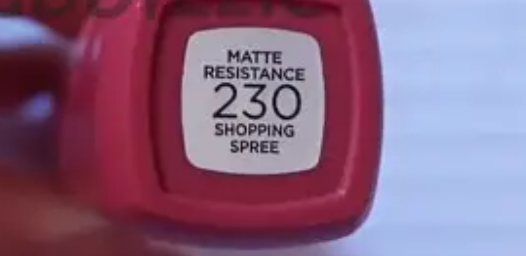 MATTE
RESISTANCE
230
SHOPPING
SPREE